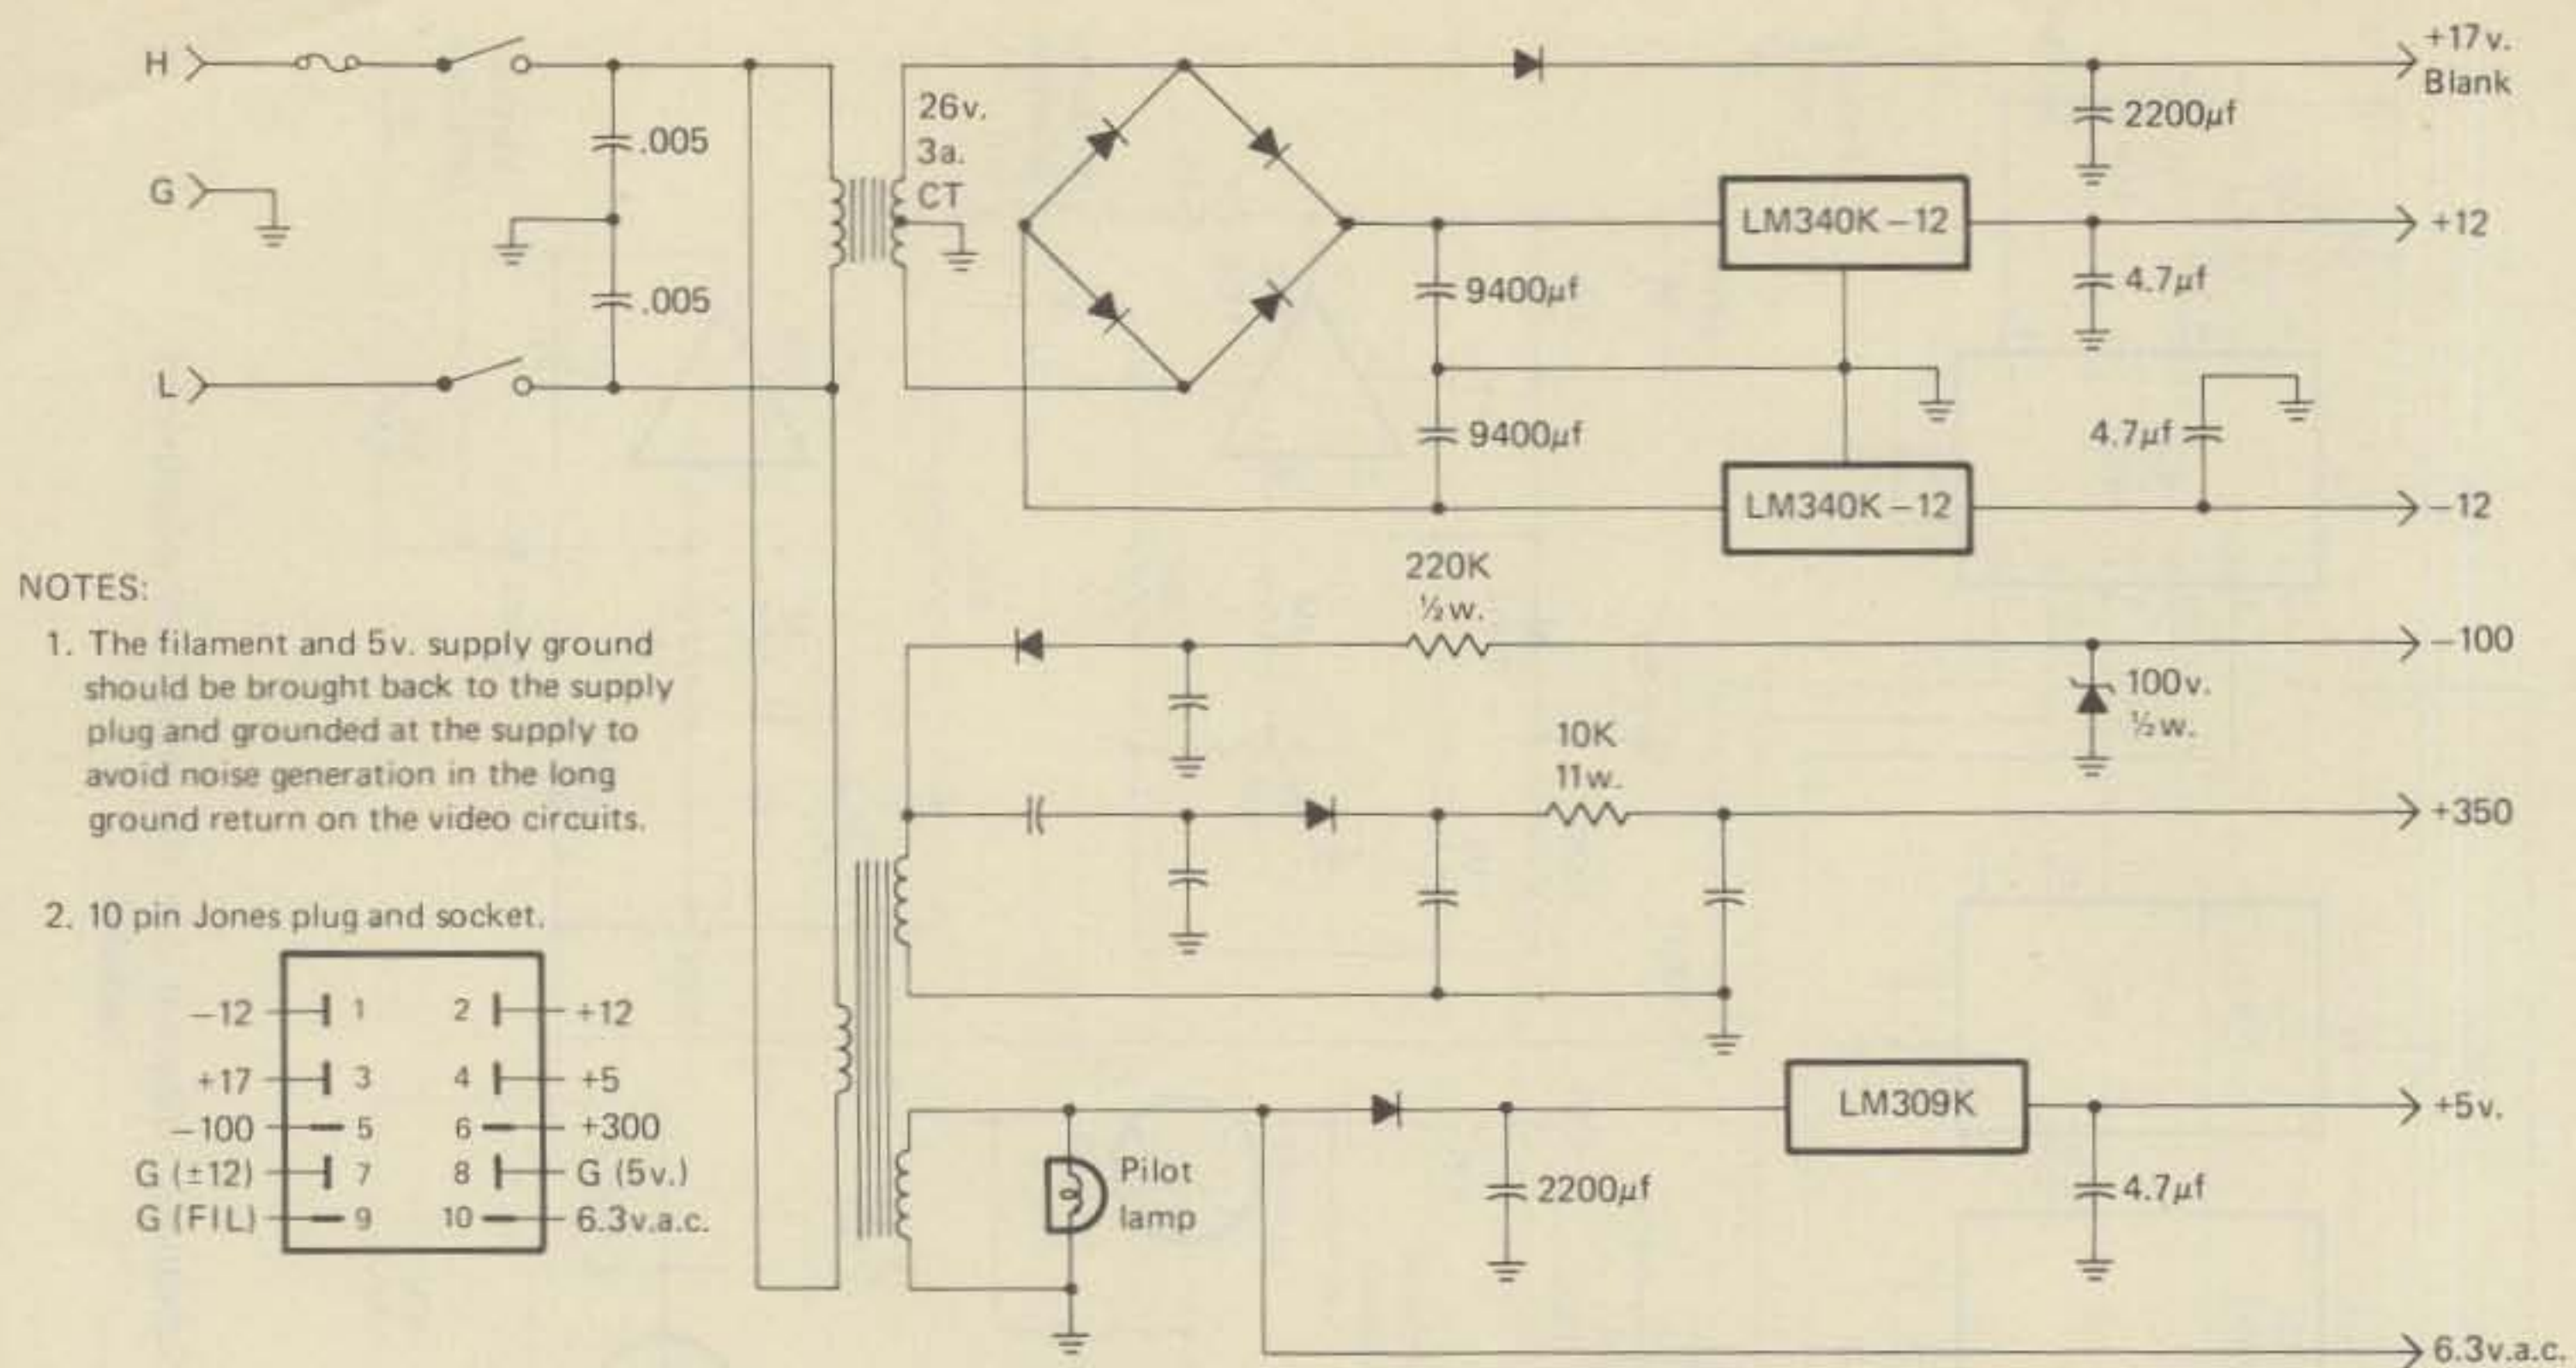 H
G
L
.005
.005
26v.
3a.
CT
+17v.
Blank
2200µf
LM340K–12
+12
9400µf
4.7µf
9400µf
4.7µf
LM340K–12
–12
220K
½w.
–100
100v.
½w.
10K
11w.
+350
LM309K
+5v.
Pilot
lamp
2200µf
4.7µf
6.3v.a.c.
NOTES:
1. The filament and 5v. supply ground
should be brought back to the supply
plug and grounded at the supply to
avoid noise generation in the long
ground return on the video circuits.
2. 10 pin Jones plug and socket.
–12 1 2 +12
+17 3 4 +5
–100 5 6 +300
G (±12) 7 8 G (5v.)
G (FIL) 9 10 6.3v.a.c.